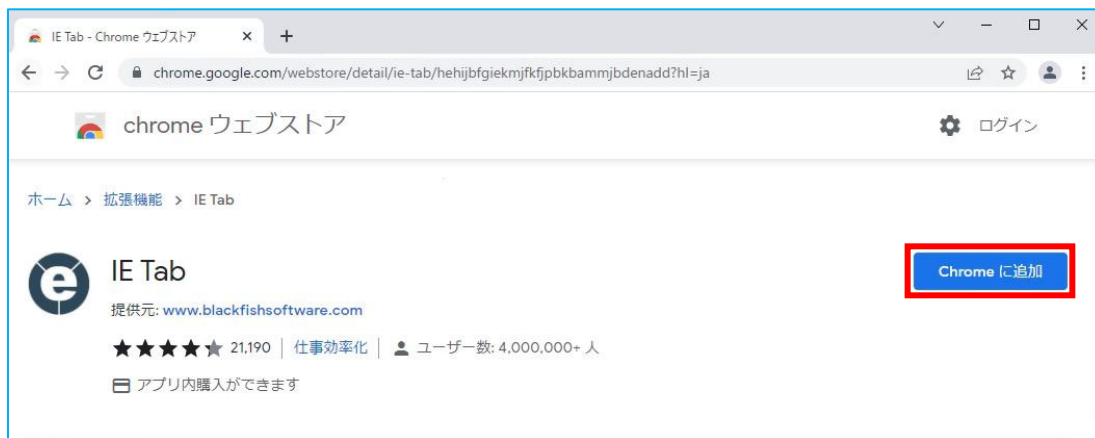 IE Tab - Chrome ウェブストア
chrome.google.com/webstore/detail/ie-tab/hehijbfgiekmjfkfjpbkbammjbdenadd?hl=ja
chrome ウェブストア
ログイン
ホーム > 拡張機能 > IE Tab
IE Tab
Chrome に追加
提供元: www.blackfishsoftware.com
21,190 | 仕事効率化 | ユーザー数: 4,000,000+ 人
アプリ内購入ができます